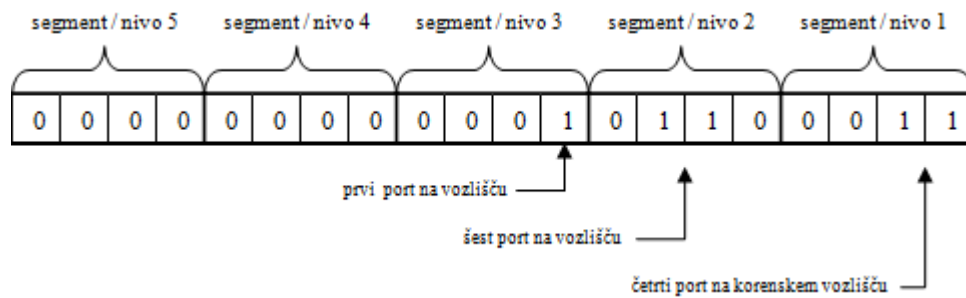 segment / nivo 5 segment / nivo 4 segment / nivo 3 segment / nivo 2 segment / nivo 1
0 0 0 0 0 0 0 0 0 0 0 1 0 1 1 0 0 0 1 1
prvi port na vozlišču
šest port na vozlišču
četrti port na korenskem vozlišču